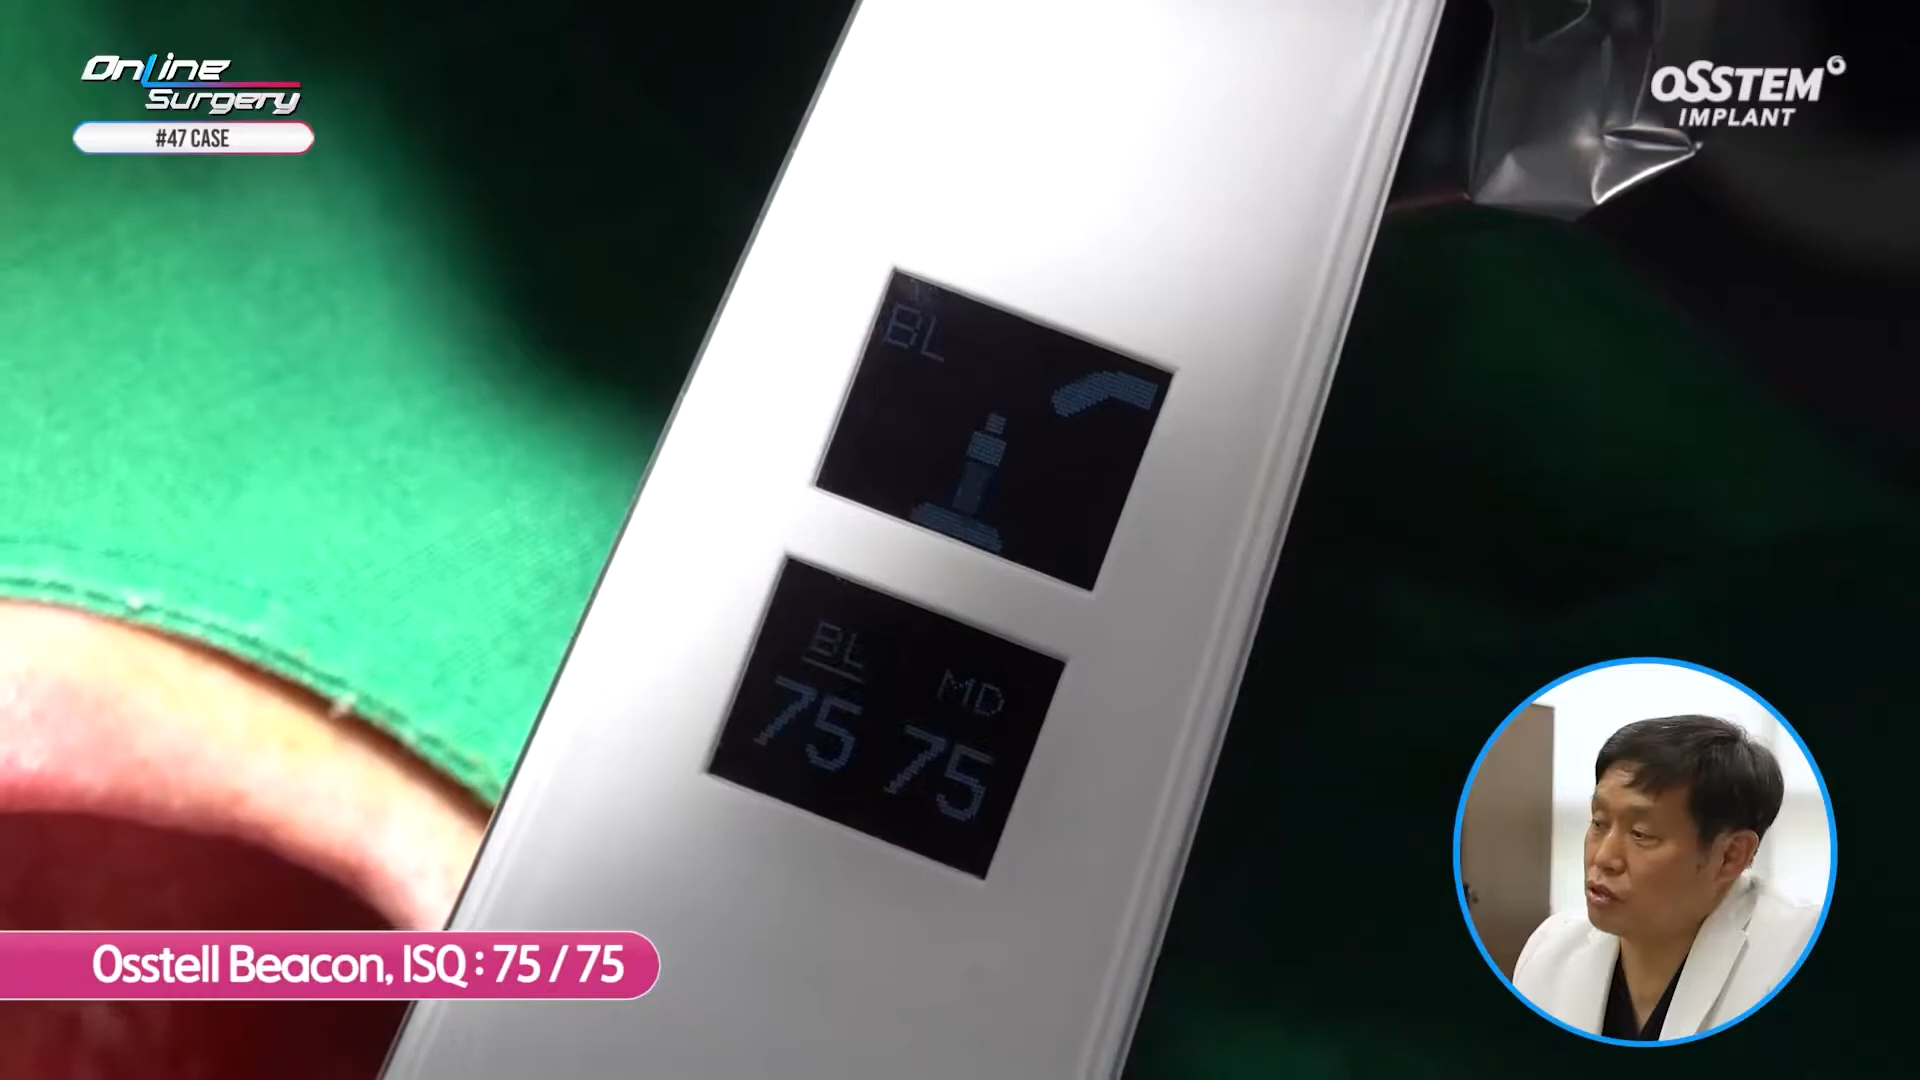 OnLine
Surgery
#47 CASE
OSSTEM
IMPLANT
BL
BL
MD
75
75
Osstell Beacon, ISQ : 75 / 75